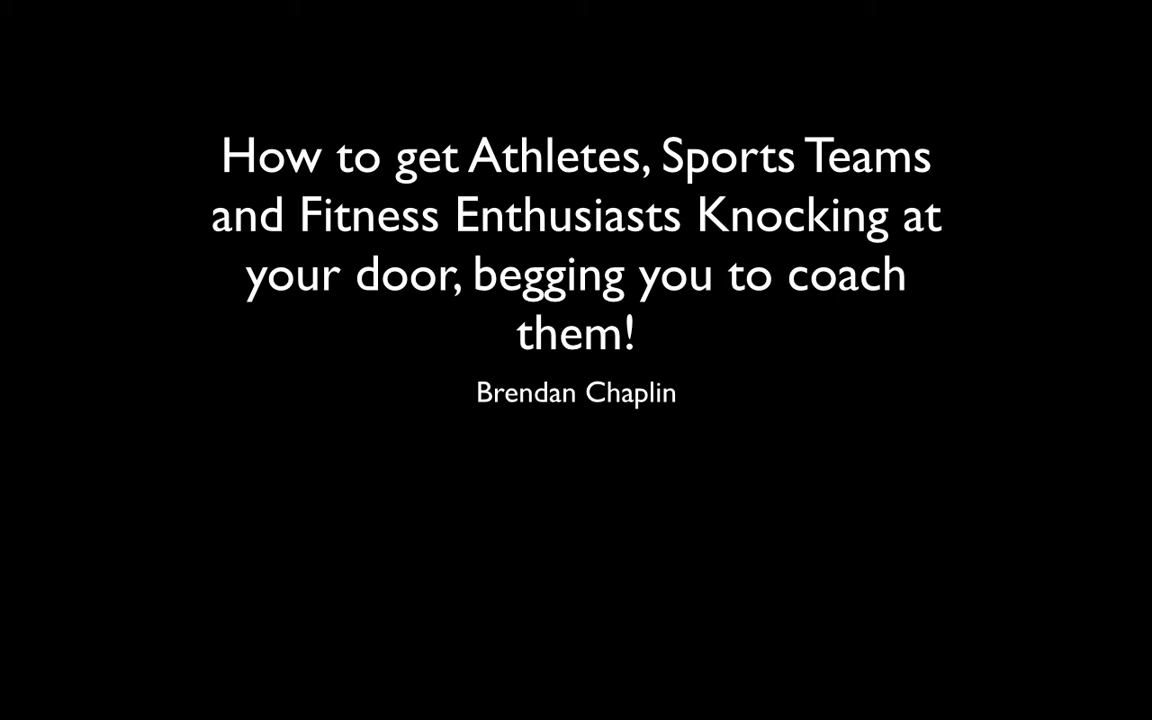 How to get Athletes, Sports Teams
and Fitness Enthusiasts Knocking at
your door, begging you to coach
them!
Brendan Chaplin